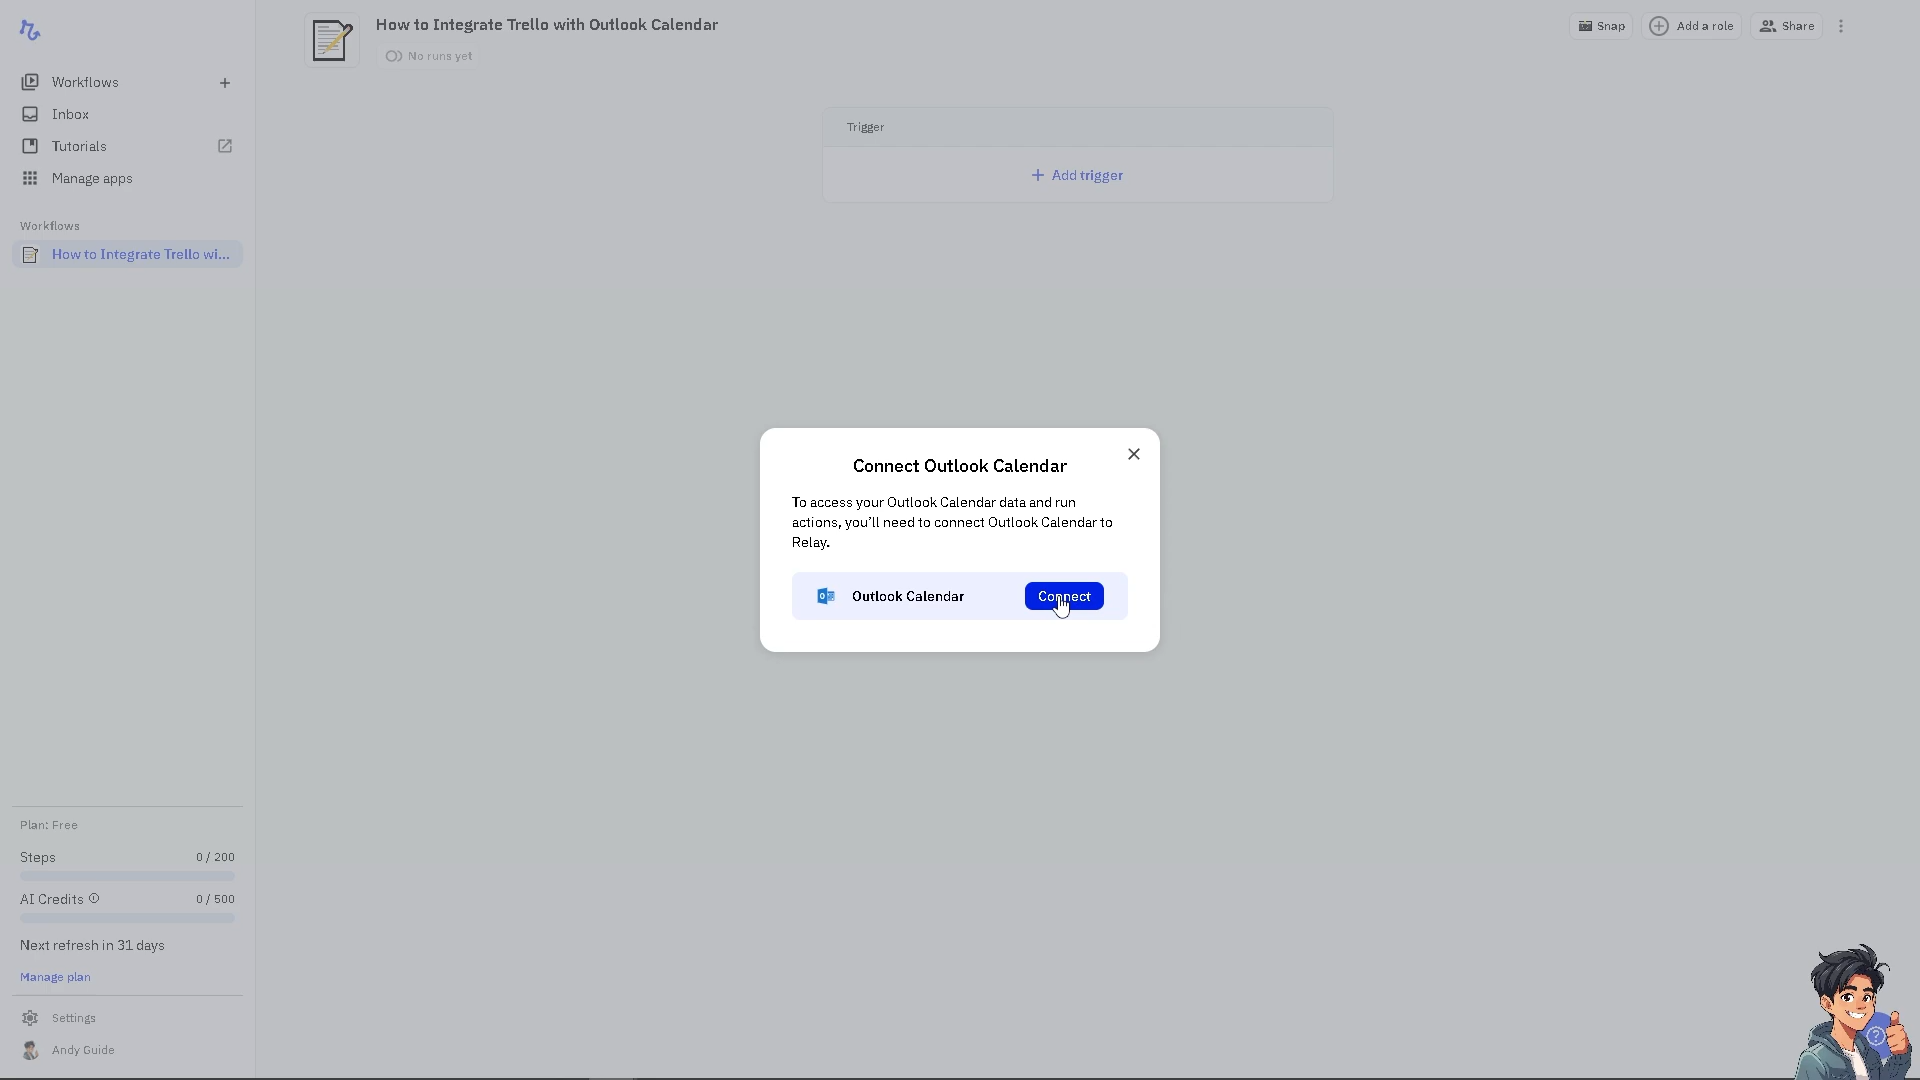 Workflows
Inbox
Tutorials
Manage apps
Workflows
How to Integrate Trello wi...
Plan: Free
Steps 0 / 200
AI Credits 0 / 500
Next refresh in 31 days
Manage plan
Settings
Andy Guide
How to Integrate Trello with Outlook Calendar
No runs yet
Snap
Add a role
Share
Trigger
Add trigger
Connect Outlook Calendar
To access your Outlook Calendar data and run
actions, you'll need to connect Outlook Calendar to
Relay.
Outlook Calendar
Connect